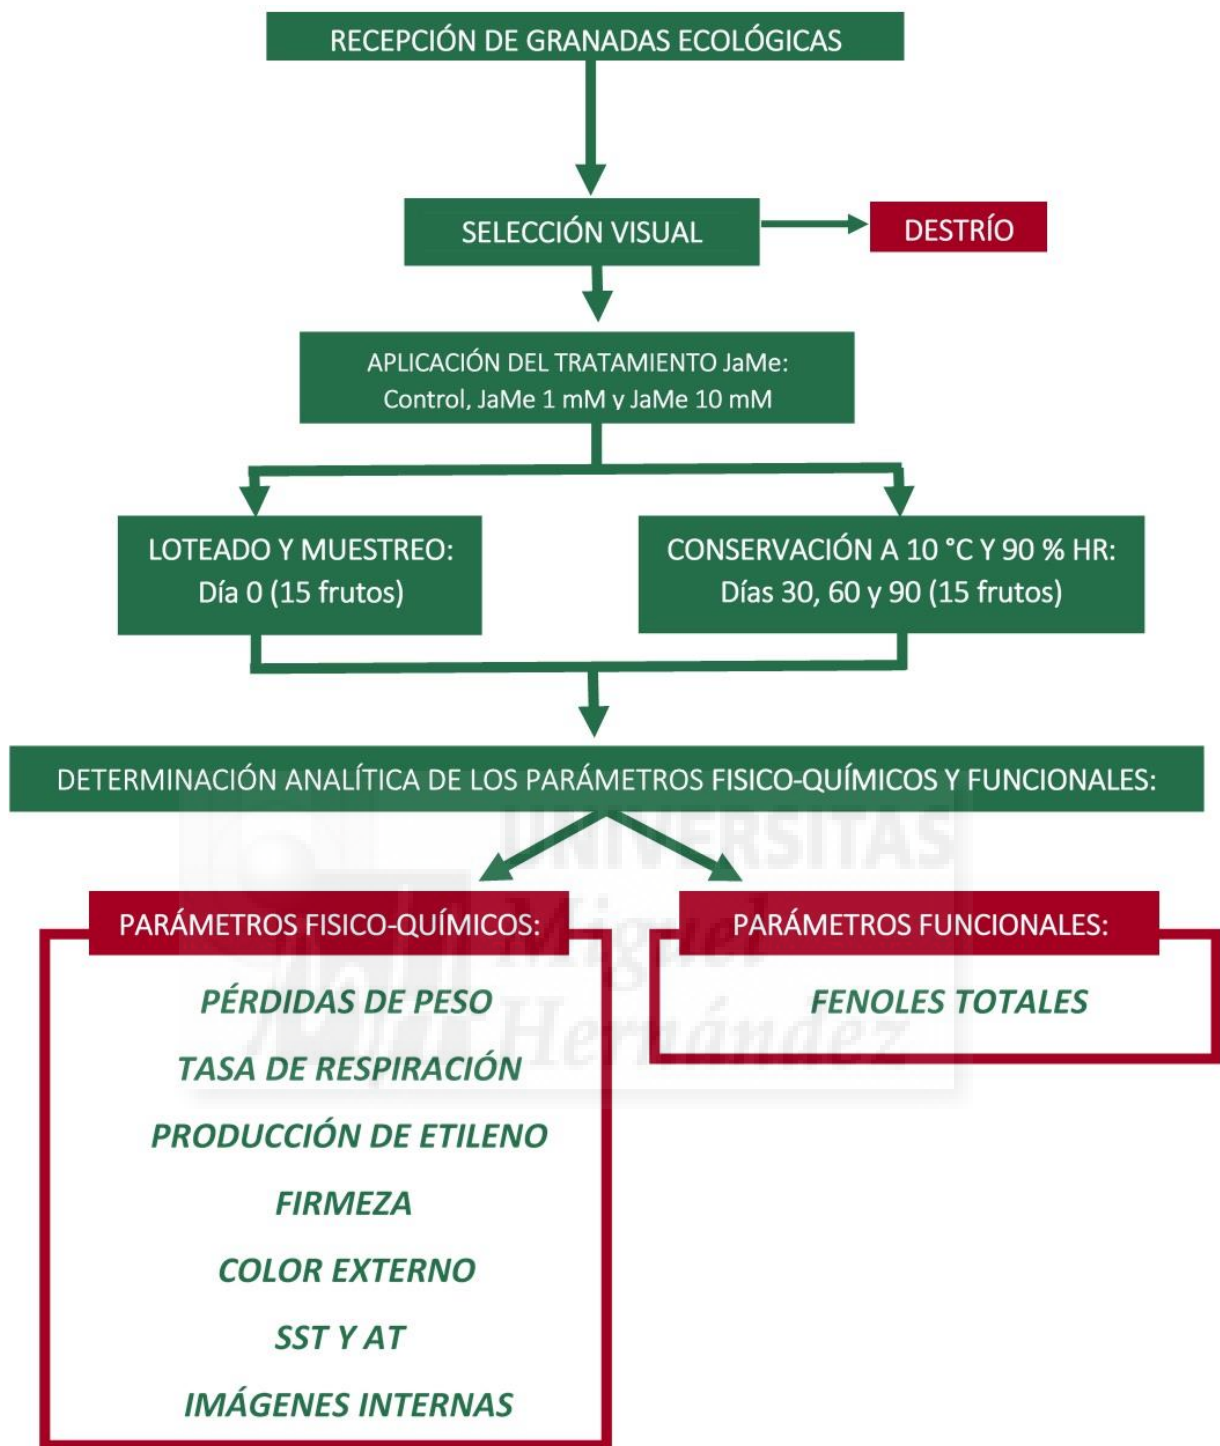 RECEPCIÓN DE GRANADAS ECOLÓGICAS
SELECCIÓN VISUAL
DESTRÍO
APLICACIÓN DEL TRATAMIENTO JaMe:
Control, JaMe 1 mM y JaMe 10 mM
LOTEADO Y MUESTREO:
Día 0 (15 frutos)
CONSERVACIÓN A 10 °C Y 90 % HR:
Días 30, 60 y 90 (15 frutos)
DETERMINACIÓN ANALÍTICA DE LOS PARÁMETROS FISICO-QUÍMICOS Y FUNCIONALES:
UNIVERSITAS
Miguel
Hernández
PARÁMETROS FISICO-QUÍMICOS:
PÉRDIDAS DE PESO
TASA DE RESPIRACIÓN
PRODUCCIÓN DE ETILENO
FIRMEZA
COLOR EXTERNO
SST Y AT
IMÁGENES INTERNAS
PARÁMETROS FUNCIONALES:
FENOLES TOTALES